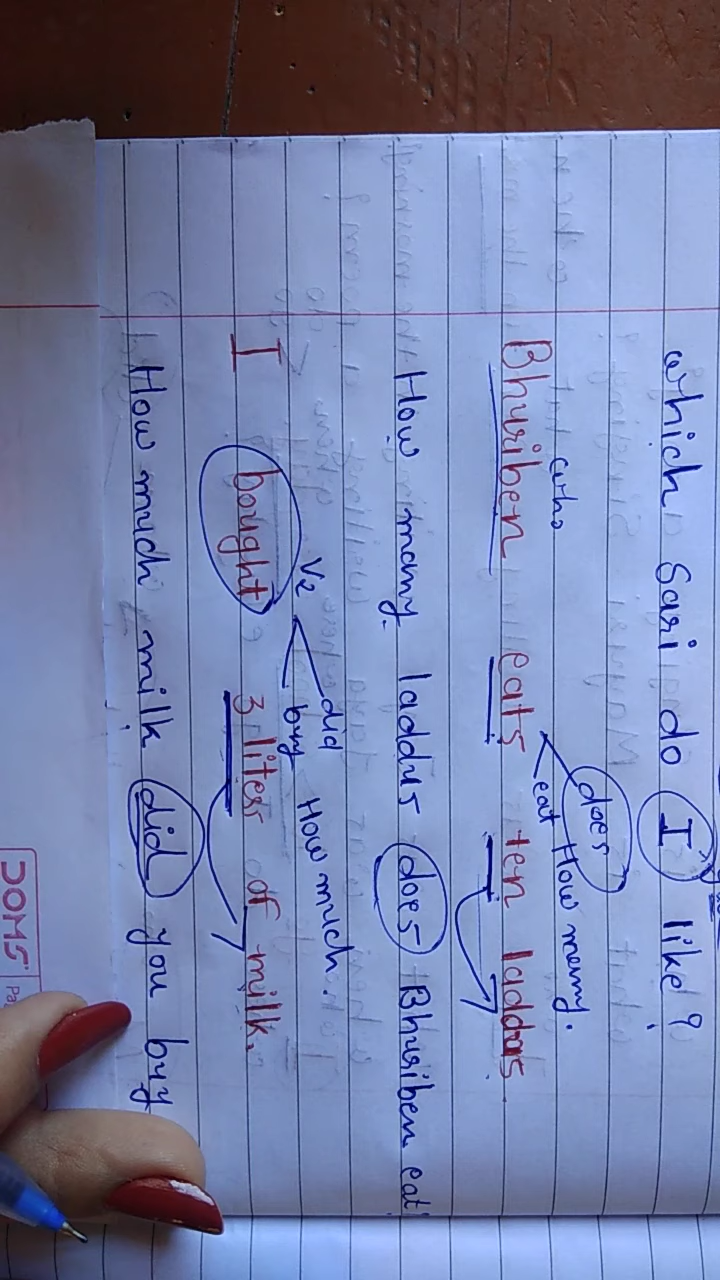 which sari do I like?
does
who eat How many.
Bhuriben eats ten laddus.
How many laddus does Bhuriben eat
did
V2 buy How much.
I bought 3 liters of milk.
How much milk did you buy
DOMS